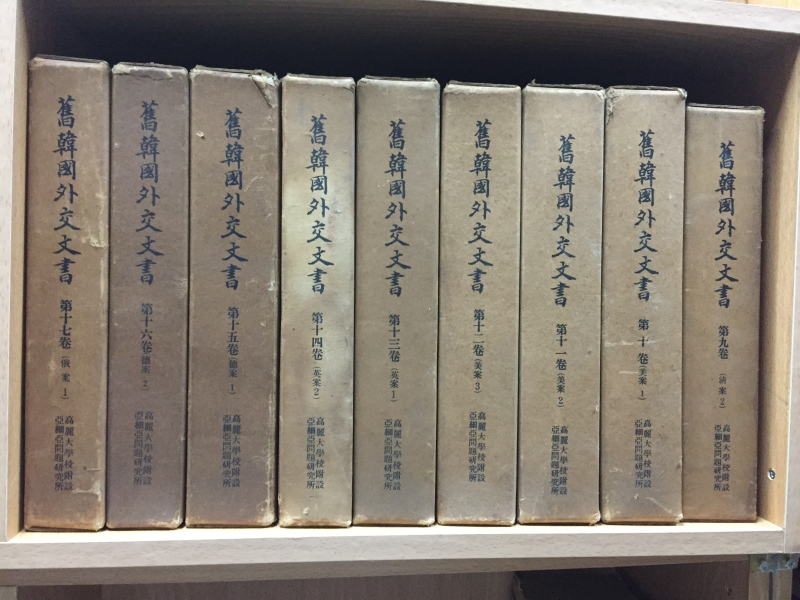 舊韓國外交文書
第十七卷（俄案 1）
高麗大學校附設
亞細亞問題硏究所
舊韓國外交文書
第十六卷（德案 2）
高麗大學校附設
亞細亞問題硏究所
舊韓國外交文書
第十五卷（德案 1）
高麗大學校附設
亞細亞問題硏究所
舊韓國外交文書
第十四卷（英案 2）
高麗大學校附設
亞細亞問題硏究所
舊韓國外交文書
第十三卷（英案 1）
高麗大學校附設
亞細亞問題硏究所
舊韓國外交文書
第十二卷（美案 3）
高麗大學校附設
亞細亞問題硏究所
舊韓國外交文書
第十一卷（美案 2）
高麗大學校附設
亞細亞問題硏究所
舊韓國外交文書
第十卷（美案 1）
高麗大學校附設
亞細亞問題硏究所
舊韓國外交文書
第九卷（淸案 2）
高麗大學校附設
亞細亞問題硏究所